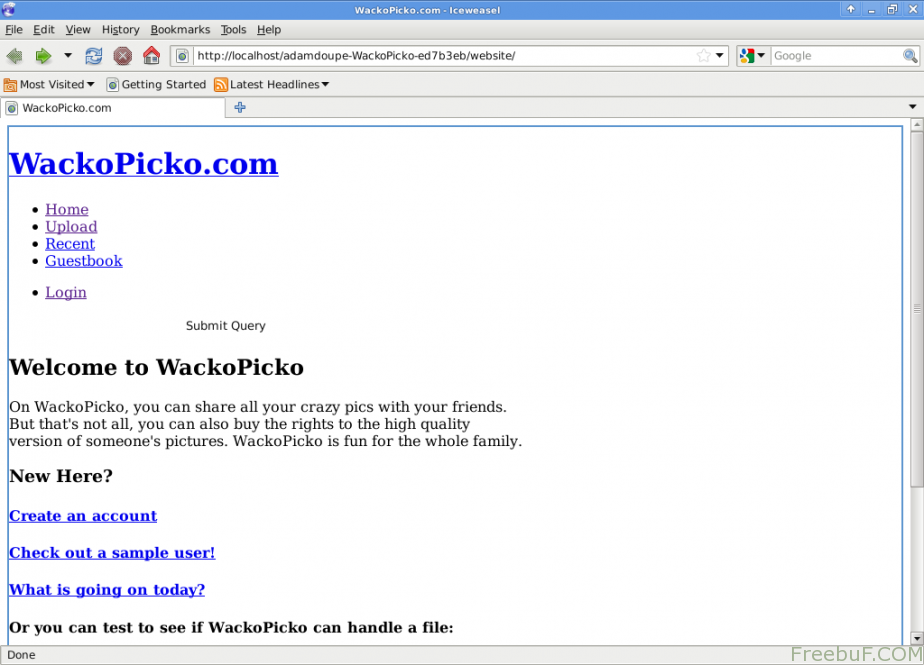 WackoPicko.com - Iceweasel
File Edit View History Bookmarks Tools Help
http://localhost/adamdoupe-WackoPicko-ed7b3eb/website/
Google
Most Visited Getting Started Latest Headlines
WackoPicko.com
WackoPicko.com
Home
Upload
Recent
Guestbook
Login
Submit Query
Welcome to WackoPicko
On WackoPicko, you can share all your crazy pics with your friends.
But that's not all, you can also buy the rights to the high quality
version of someone's pictures. WackoPicko is fun for the whole family.
New Here?
Create an account
Check out a sample user!
What is going on today?
Or you can test to see if WackoPicko can handle a file:
Done
FreebuF.COM